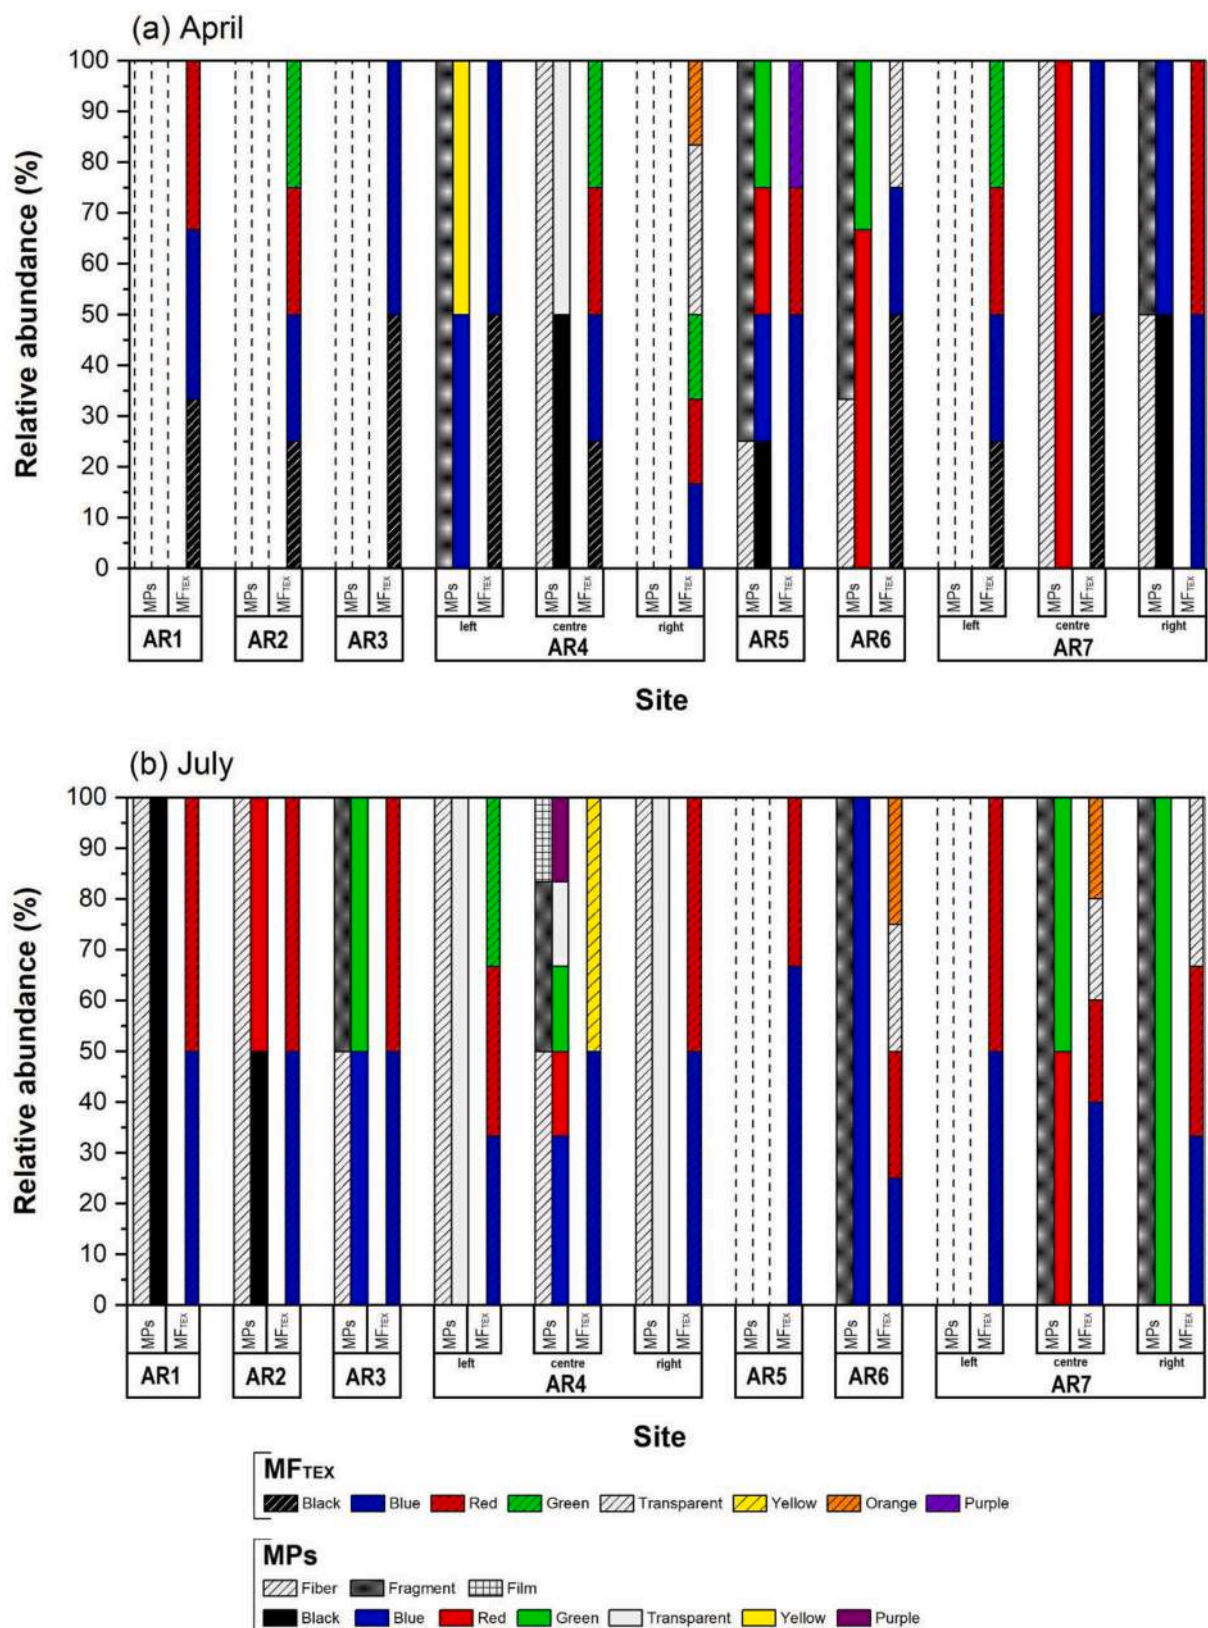 (a) April
Relative abundance (%)
100
90
80
70
60
50
40
30
20
10
0
MPs MFTEX MPs MFTEX MPs MFTEX MPs MFTEX MPs MFTEX MPs MFTEX MPs MFTEX MPs MFTEX MPs MFTEX MPs MFTEX MPs MFTEX
left centre right left centre right
AR1 AR2 AR3 AR4 AR5 AR6 AR7
Site
(b) July
Relative abundance (%)
100
90
80
70
60
50
40
30
20
10
0
MPs MFTEX MPs MFTEX MPs MFTEX MPs MFTEX MPs MFTEX MPs MFTEX MPs MFTEX MPs MFTEX MPs MFTEX MPs MFTEX MPs MFTEX
left centre right left centre right
AR1 AR2 AR3 AR4 AR5 AR6 AR7
Site
MFTEX
Black Blue Red Green Transparent Yellow Orange Purple
MPs
Fiber Fragment Film
Black Blue Red Green Transparent Yellow Purple